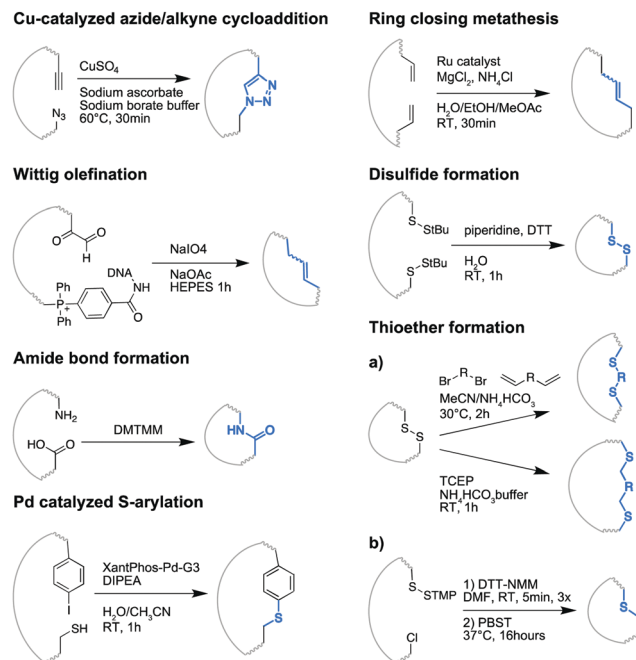 Cu-catalyzed azide/alkyne cycloaddition
CuSO₄
Sodium ascorbate
Sodium borate buffer
60°C, 30min
N₃
N
N
N
Wittig olefination
O
O
H
Ph
P
+
Ph
DNA
NH
O
NaIO4
NaOAc
HEPES 1h
Amide bond formation
NH₂
HO
O
DMTMM
HN
O
Pd catalyzed S-arylation
I
SH
XantPhos-Pd-G3
DIPEA
H₂O/CH₃CN
RT, 1h
S
Ring closing metathesis
Ru catalyst
MgCl₂, NH₄Cl
H₂O/EtOH/MeOAc
RT, 30min
Disulfide formation
S
StBu
S
StBu
piperidine, DTT
H₂O
RT, 1h
S
S
Thioether formation
a)
S
S
Br
R
Br
R
MeCN/NH₄HCO₃
30°C, 2h
TCEP
NH₄HCO₃buffer
RT, 1h
S
R
S
S
R
S
b)
S
STMP
Cl
1) DTT-NMM
DMF, RT, 5min, 3x
2) PBST
37°C, 16hours
S